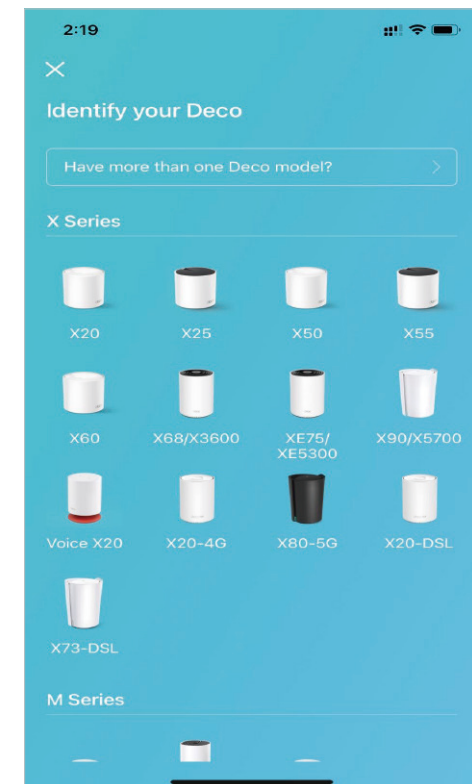 2:19
Identify your Deco
Have more than one Deco model?
X Series
X20 X25 X50 X55
X60 X68/X3600 XE75/ X90/X5700
XE5300
Voice X20 X20-4G X80-5G X20-DSL
X73-DSL
M Series